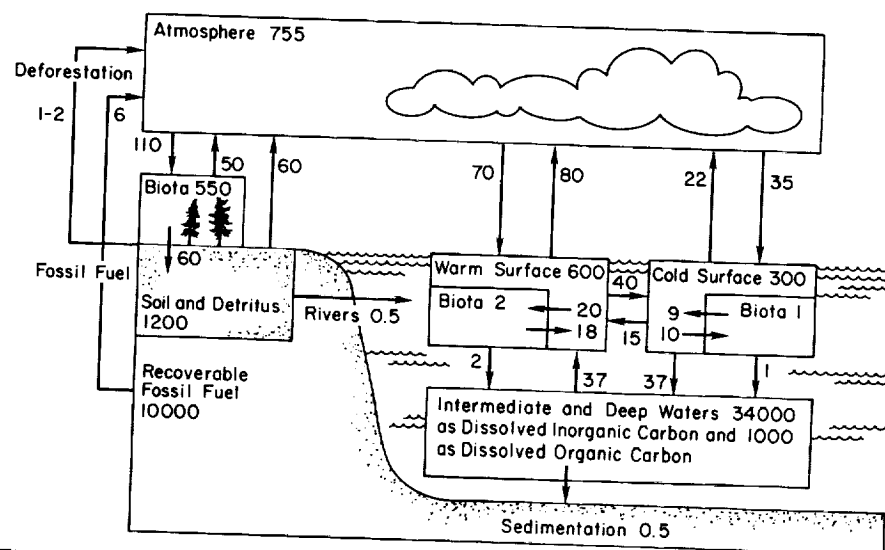 Atmosphere 755
Deforestation
1-2
6
110
50
60
70
80
22
35
Biota 550
60
Fossil Fuel
Soil and Detritus
1200
Rivers 0.5
Warm Surface 600
Biota 2
20
18
40
15
Cold Surface 300
9
10
Biota 1
2
37
37
1
Recoverable
Fossil Fuel
10000
Intermediate and Deep Waters 34000
as Dissolved Inorganic Carbon and 1000
as Dissolved Organic Carbon
Sedimentation 0.5